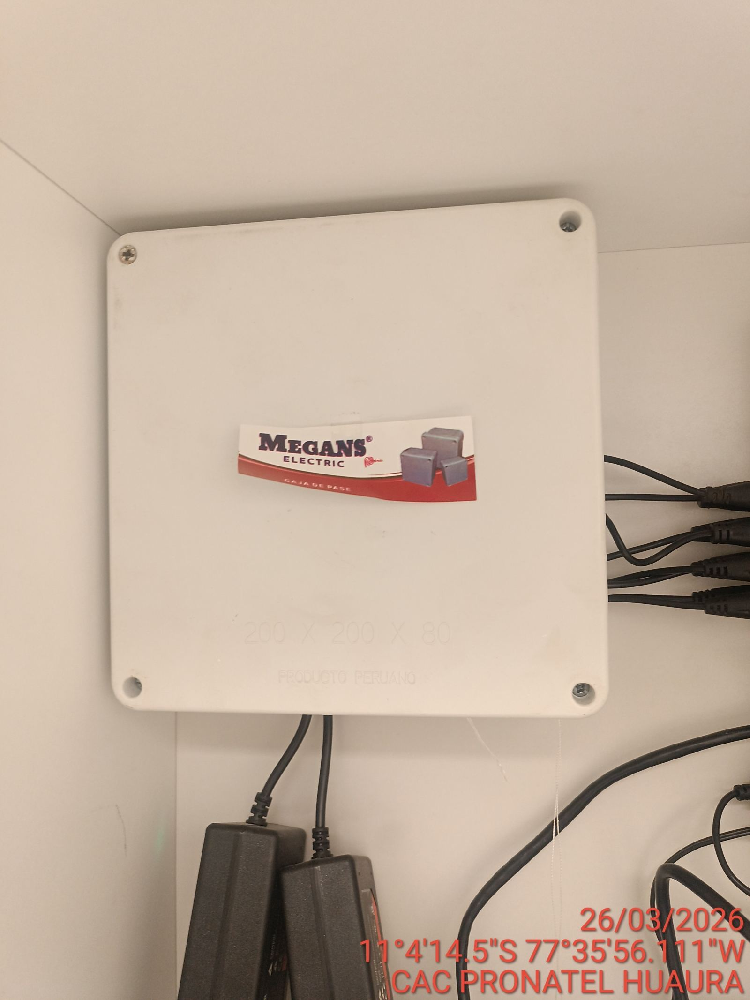 MEGANS®
ELECTRIC
Perú
CAJA DE PASE
200 X 200 X 80
PRODUCTO PERUANO
26/03/2026
11°4'14.5"S 77°35'56.111"W
CAC PRONATEL HUAURA